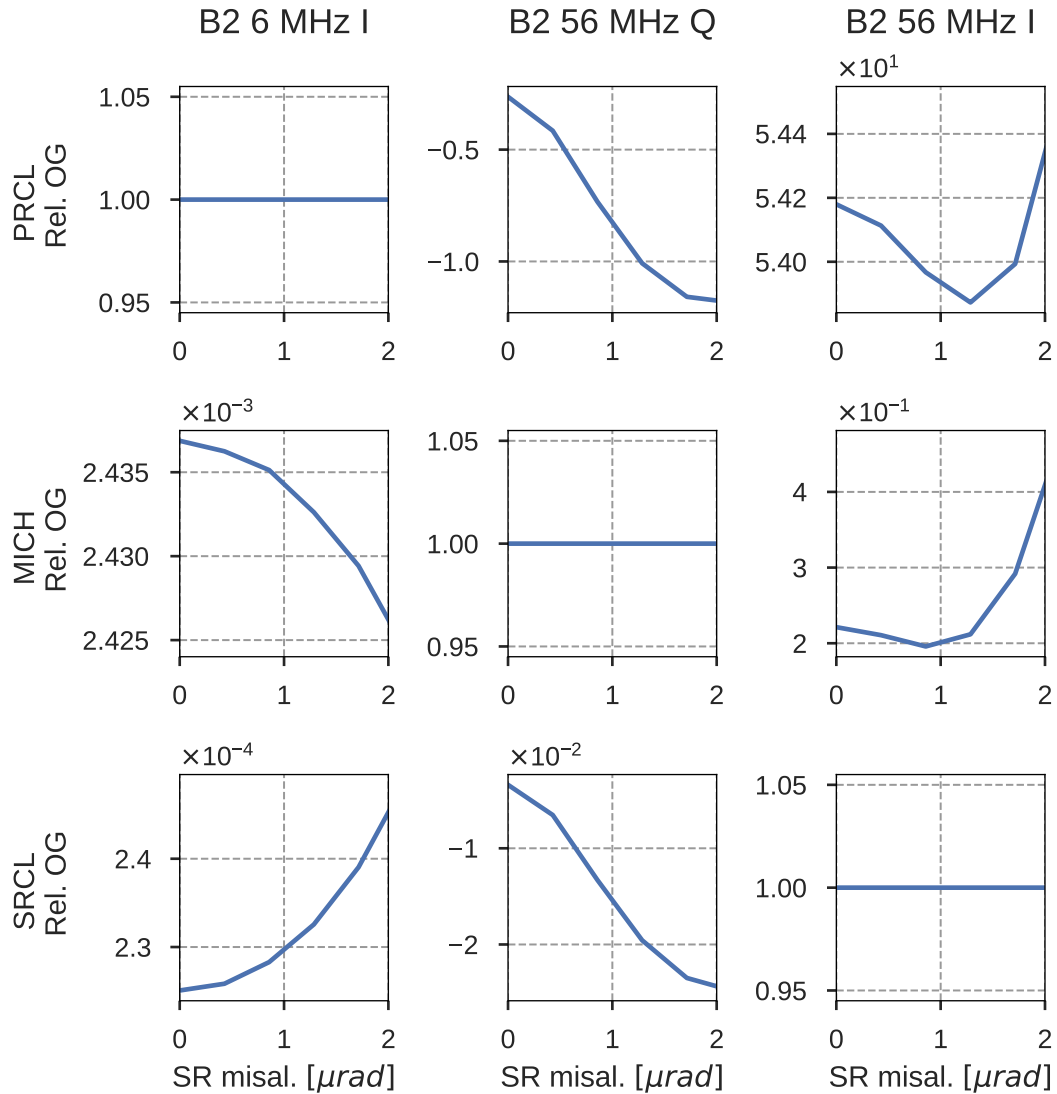 B2 6 MHz I B2 56 MHz Q B2 56 MHz I
×10¹
PRCL
Rel. OG
1.05
1.00
0.95
0 1 2
−0.5
−1.0
0 1 2
5.44
5.42
5.40
0 1 2
×10⁻³
×10⁻¹
MICH
Rel. OG
2.435
2.430
2.425
0 1 2
1.05
1.00
0.95
0 1 2
4
3
2
0 1 2
×10⁻⁴
×10⁻²
SRCL
Rel. OG
2.4
2.3
0 1 2
−1
−2
0 1 2
1.05
1.00
0.95
0 1 2
SR misal. [μrad] SR misal. [μrad] SR misal. [μrad]